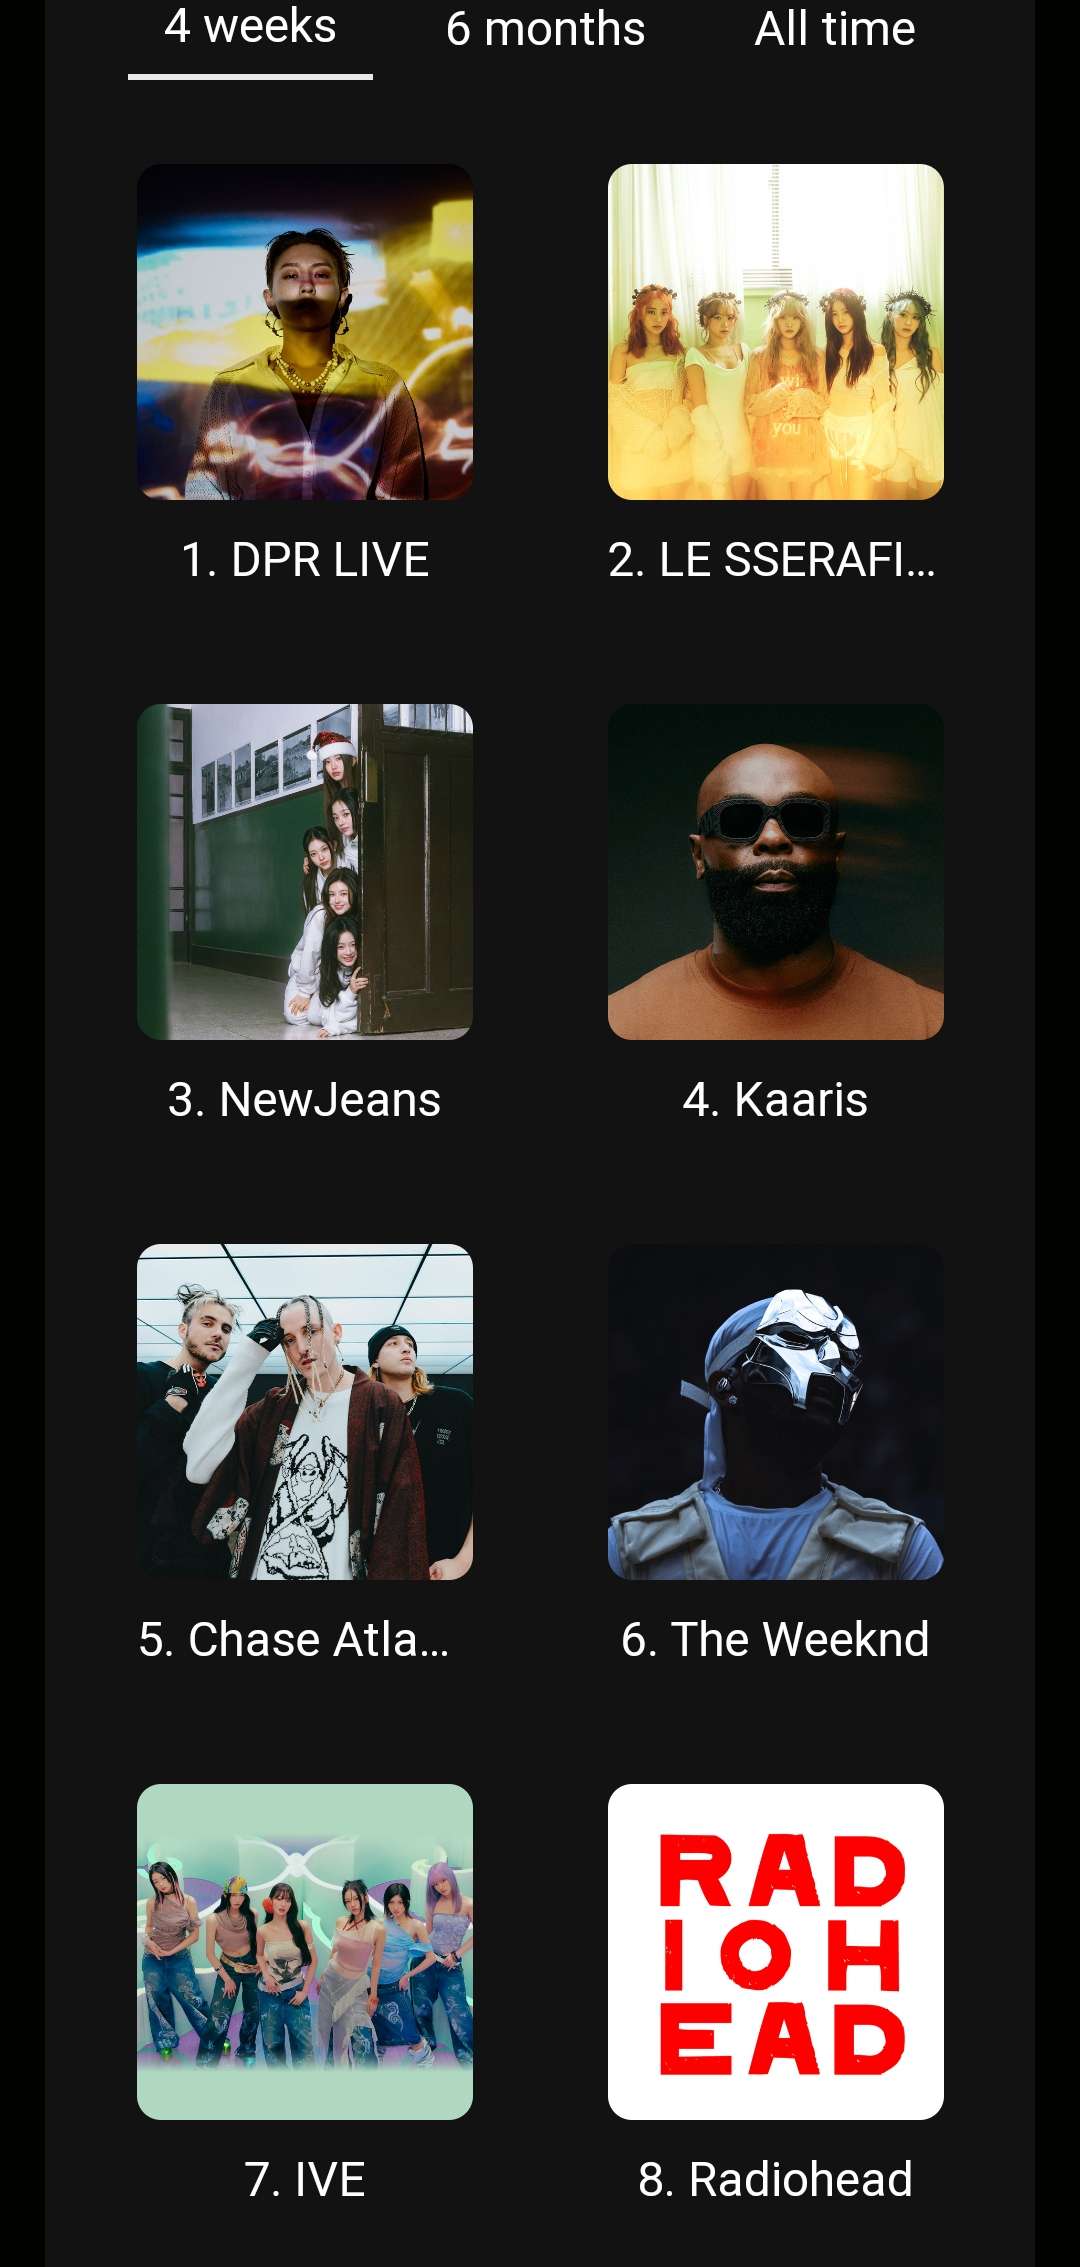 4 weeks 6 months All time
1. DPR LIVE
2. LE SSERAFI...
you
3. NewJeans
4. Kaaris
5. Chase Atla...
6. The Weeknd
RAD
IOH
EAD
7. IVE
8. Radiohead